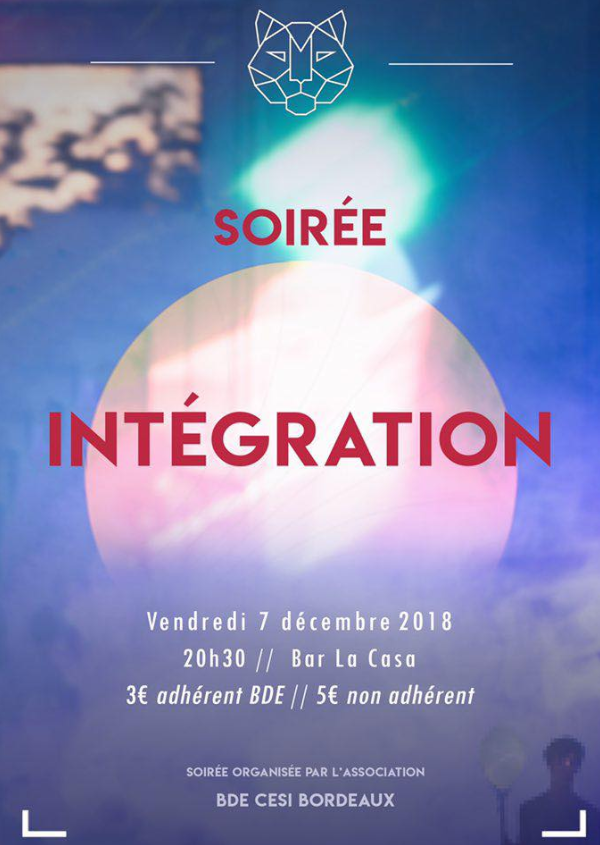 SOIRÉE
INTÉGRATION
Vendredi 7 décembre 2018
20h30 // Bar La Casa
3€ adhérent BDE // 5€ non adhérent
SOIRÉE ORGANISÉE PAR L'ASSOCIATION
BDE CESI BORDEAUX